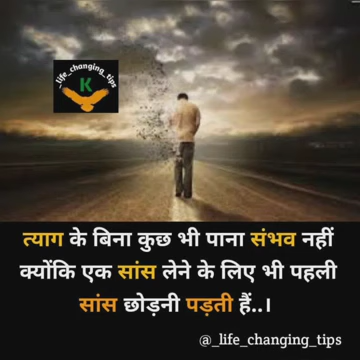 _life_changing_tips
K
त्याग के बिना कुछ भी पाना संभव नहीं
क्योंकि एक सांस लेने के लिए भी पहली
सांस छोड़नी पड़ती हैं..।
@_life_changing_tips